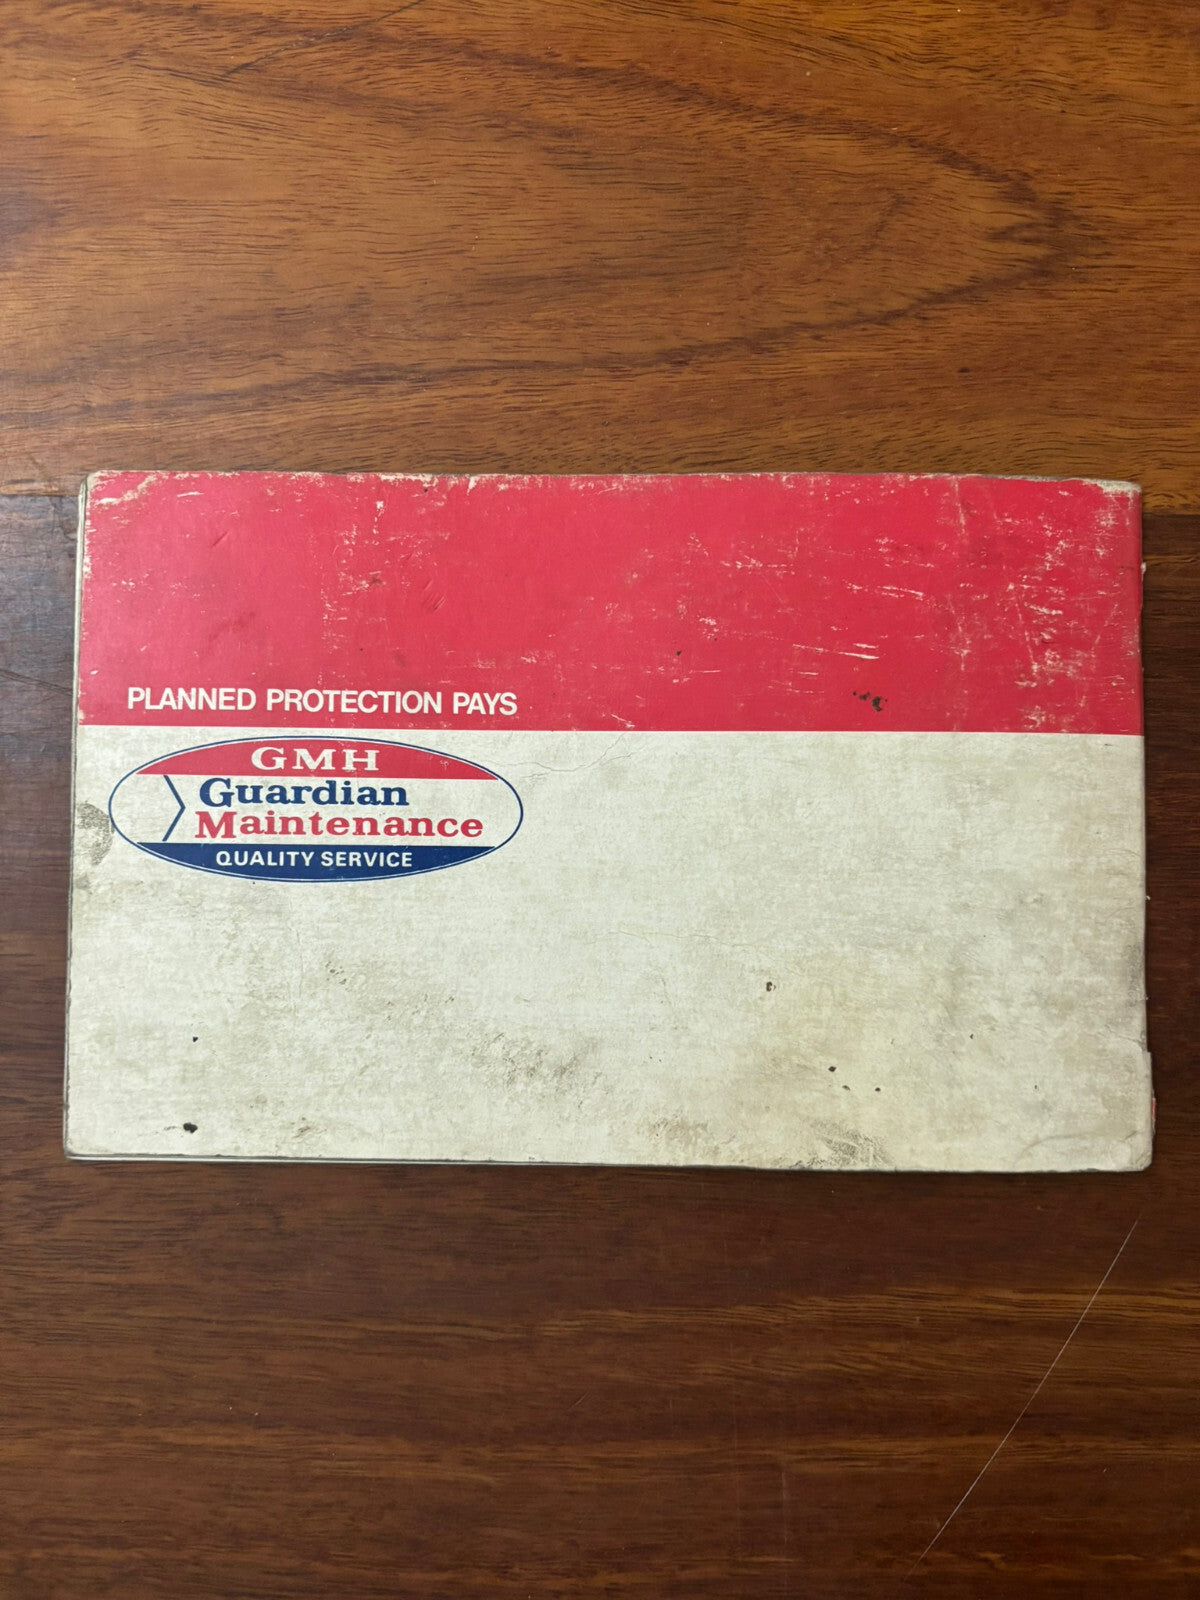 PLANNED PROTECTION PAYS
GMH
Guardian
Maintenance
QUALITY SERVICE